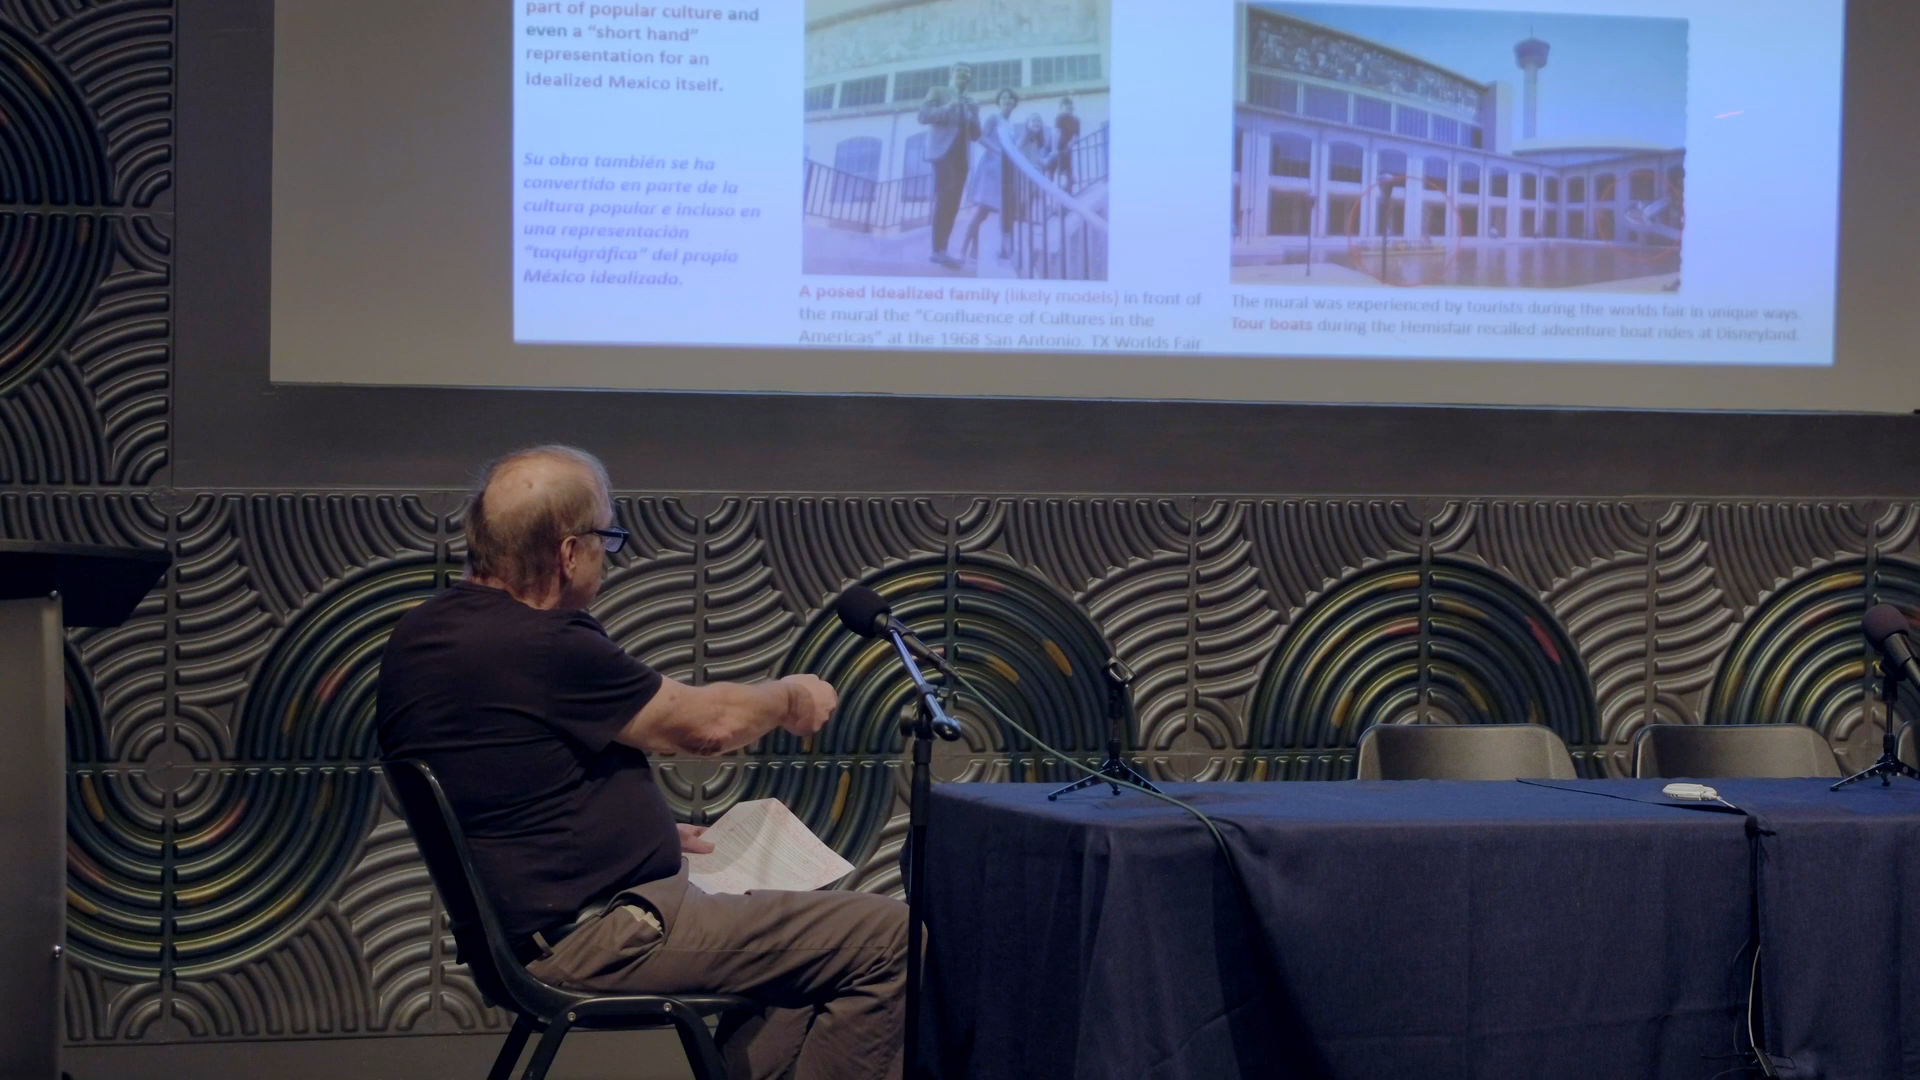 part of popular culture and
even a “short hand”
representation for an
idealized Mexico itself.
Su obra también se ha
convertido en parte de la
cultura popular e incluso en
una representación
“taquigráfica” del propio
México idealizado.
A posed idealized family (likely models) in front of
the mural the “Confluence of Cultures in the
Americas” at the 1968 San Antonio, TX Worlds Fair
The mural was experienced by tourists during the worlds fair in unique ways.
Tour boats during the Hemisfair recalled adventure boat rides at Disneyland.